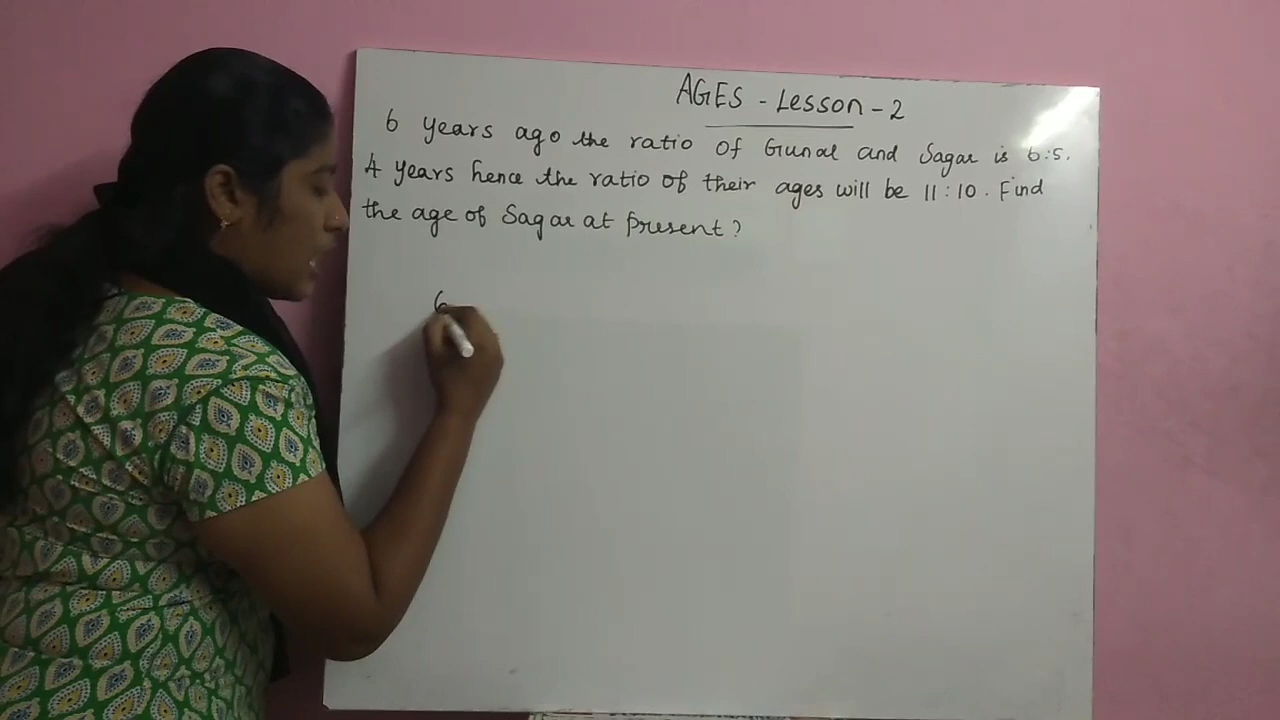 AGES - Lesson - 2
6 years ago the ratio of Gunal and Sagar is 6:5.
4 years hence the ratio of their ages will be 11:10. Find
the age of Sagar at present?
6